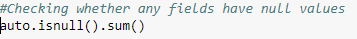 #Checking whether any fields have null values
auto.isnull().sum()